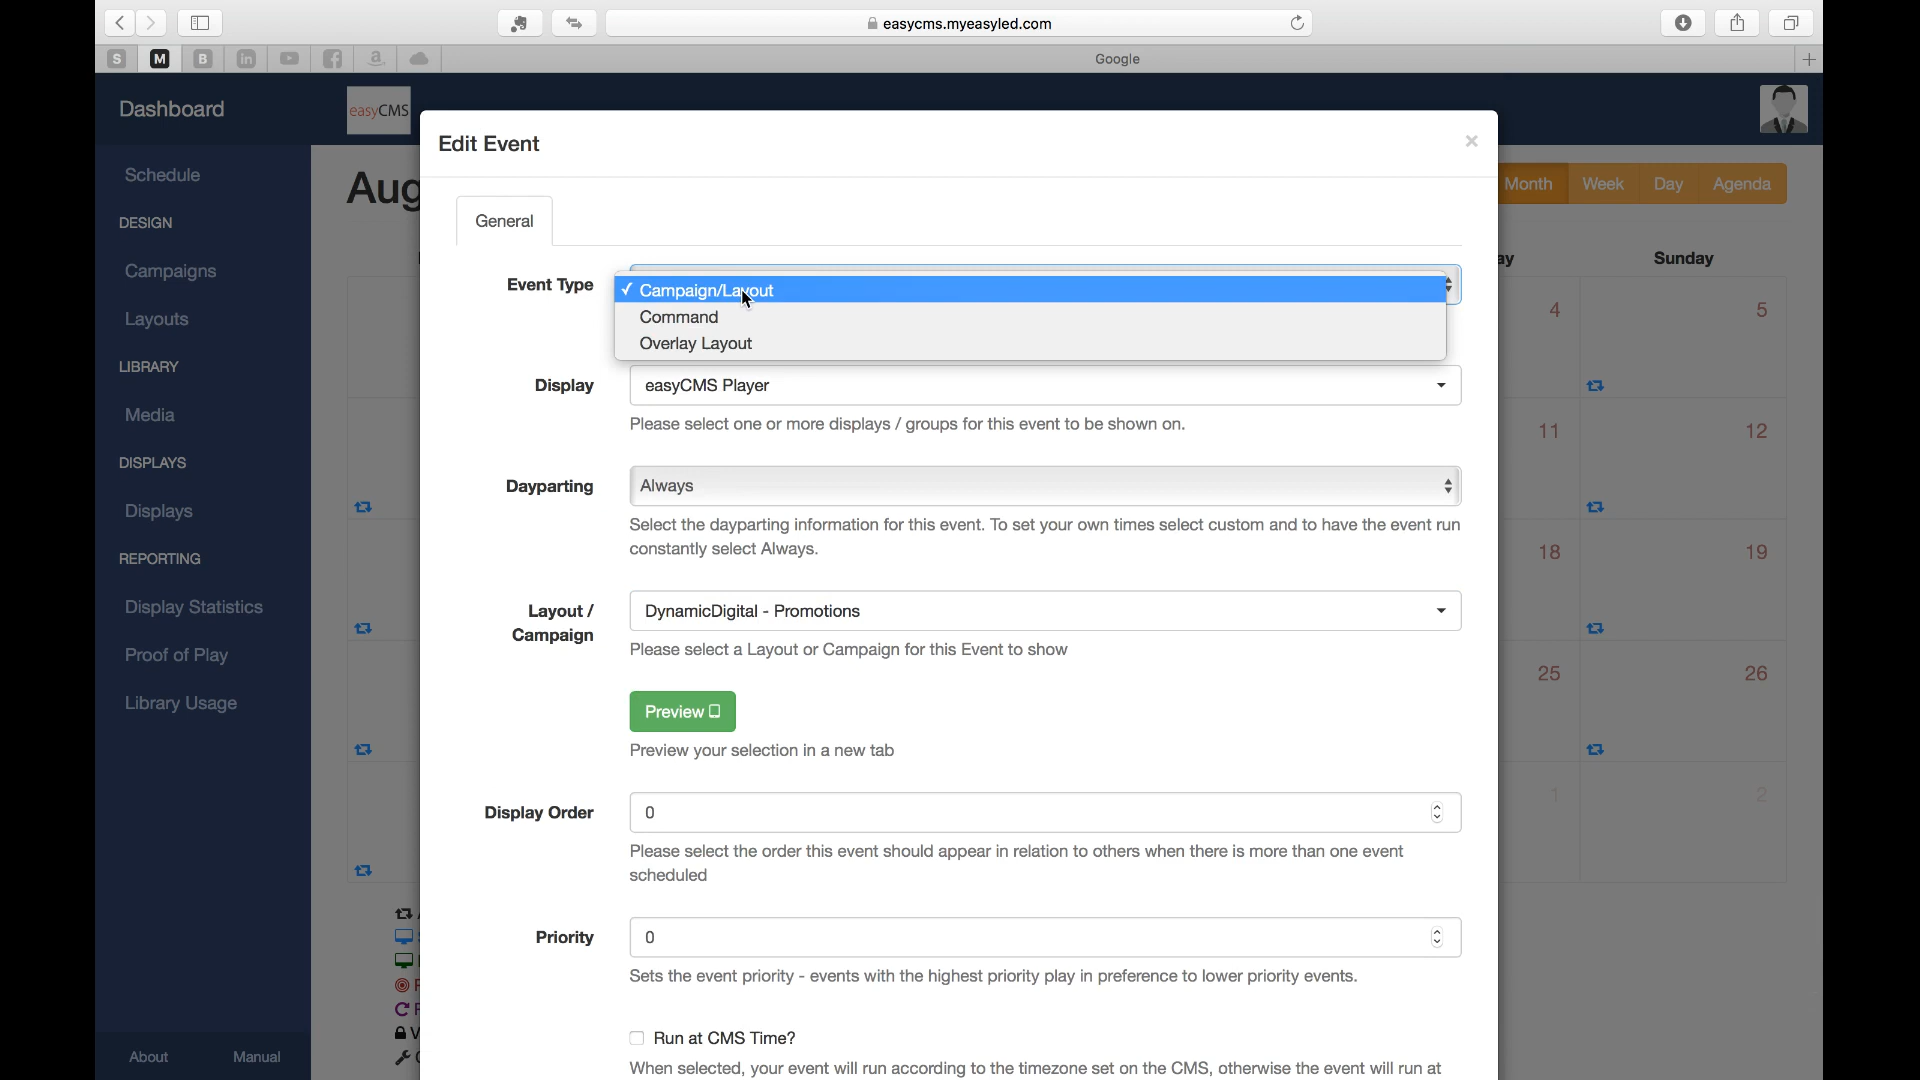 easycms.myeasyled.com
S
M
B
in
a
Google
Dashboard
easyCMS
Schedule
DESIGN
Campaigns
Layouts
LIBRARY
Media
DISPLAYS
Displays
REPORTING
Display Statistics
Proof of Play
Library Usage
About
Manual
Aug
Month
Week
Day
Agenda
ay
Sunday
4
5
11
12
18
19
25
26
1
2
Edit Event
×
General
Event Type
✓ Campaign/Layout
Command
Overlay Layout
Display
easyCMS Player
Please select one or more displays / groups for this event to be shown on.
Dayparting
Always
Select the dayparting information for this event. To set your own times select custom and to have the event run
constantly select Always.
Layout /
Campaign
DynamicDigital - Promotions
Please select a Layout or Campaign for this Event to show
Preview
Preview your selection in a new tab
Display Order
0
Please select the order this event should appear in relation to others when there is more than one event
scheduled
Priority
0
Sets the event priority - events with the highest priority play in preference to lower priority events.
Run at CMS Time?
When selected, your event will run according to the timezone set on the CMS, otherwise the event will run at